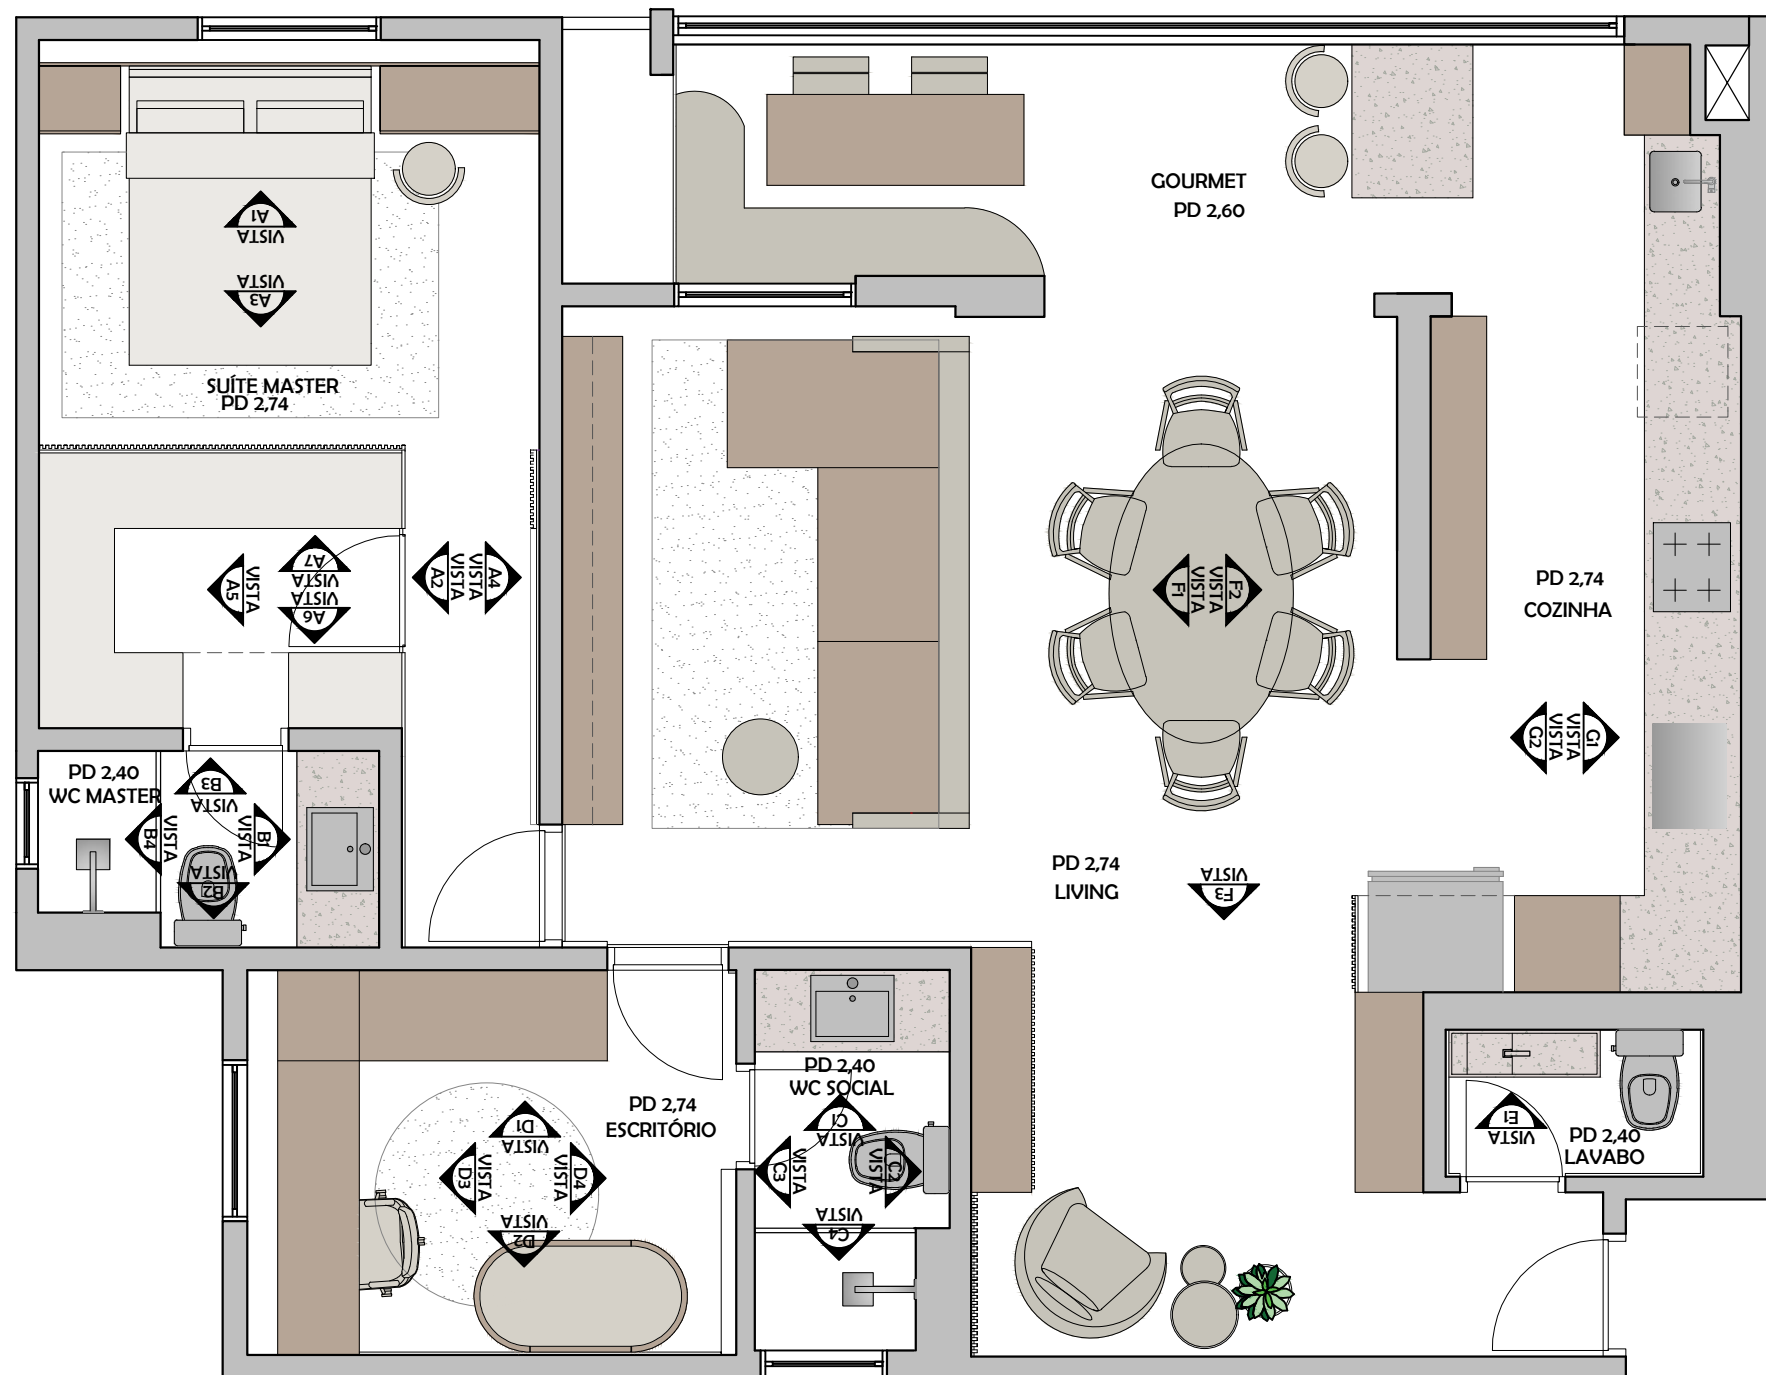 GOURMET
PD 2,60
A1
VISTA
VISTA
A3
SUÍTE MASTER
PD 2,74
A7
VISTA
VISTA
A6
VISTA
A5
A2
VISTA
VISTA
A4
F1
VISTA
VISTA
F2
PD 2,74
COZINHA
G2
VISTA
VISTA
G1
PD 2,40
WC MASTER
B3
VISTA
B4
VISTA
VISTA
B1
VISTA
B2
PD 2,74
LIVING
VISTA
F3
PD 2,40
WC SOCIAL
C1
VISTA
C3
VISTA
VISTA
C2
VISTA
C4
PD 2,74
ESCRITÓRIO
D1
VISTA
D3
VISTA
VISTA
D4
VISTA
D2
E1
VISTA
PD 2,40
LAVABO